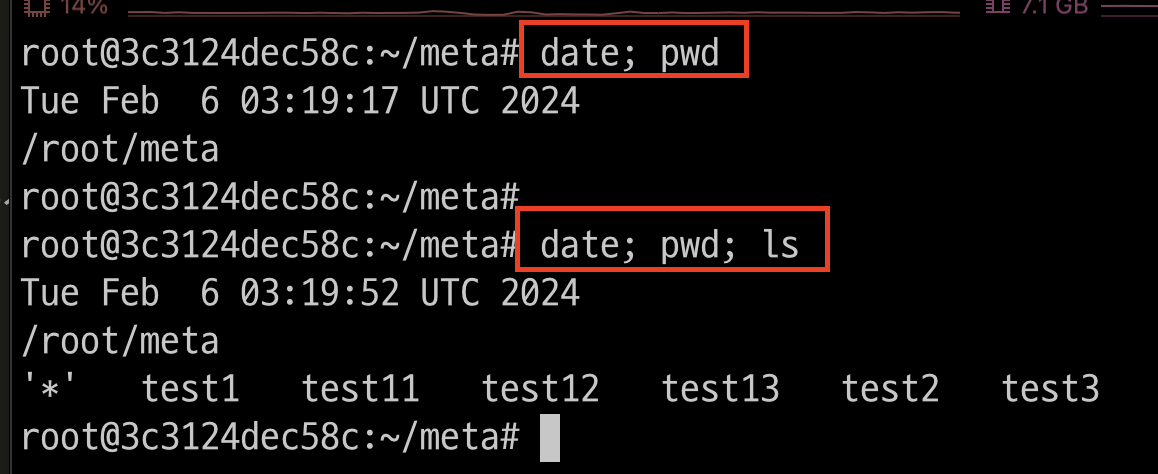 14% 7.1 GB
root@3c3124dec58c:~/meta# date; pwd
Tue Feb  6 03:19:17 UTC 2024
/root/meta
root@3c3124dec58c:~/meta#
root@3c3124dec58c:~/meta# date; pwd; ls
Tue Feb  6 03:19:52 UTC 2024
/root/meta
'*'   test1   test11   test12   test13   test2   test3
root@3c3124dec58c:~/meta#